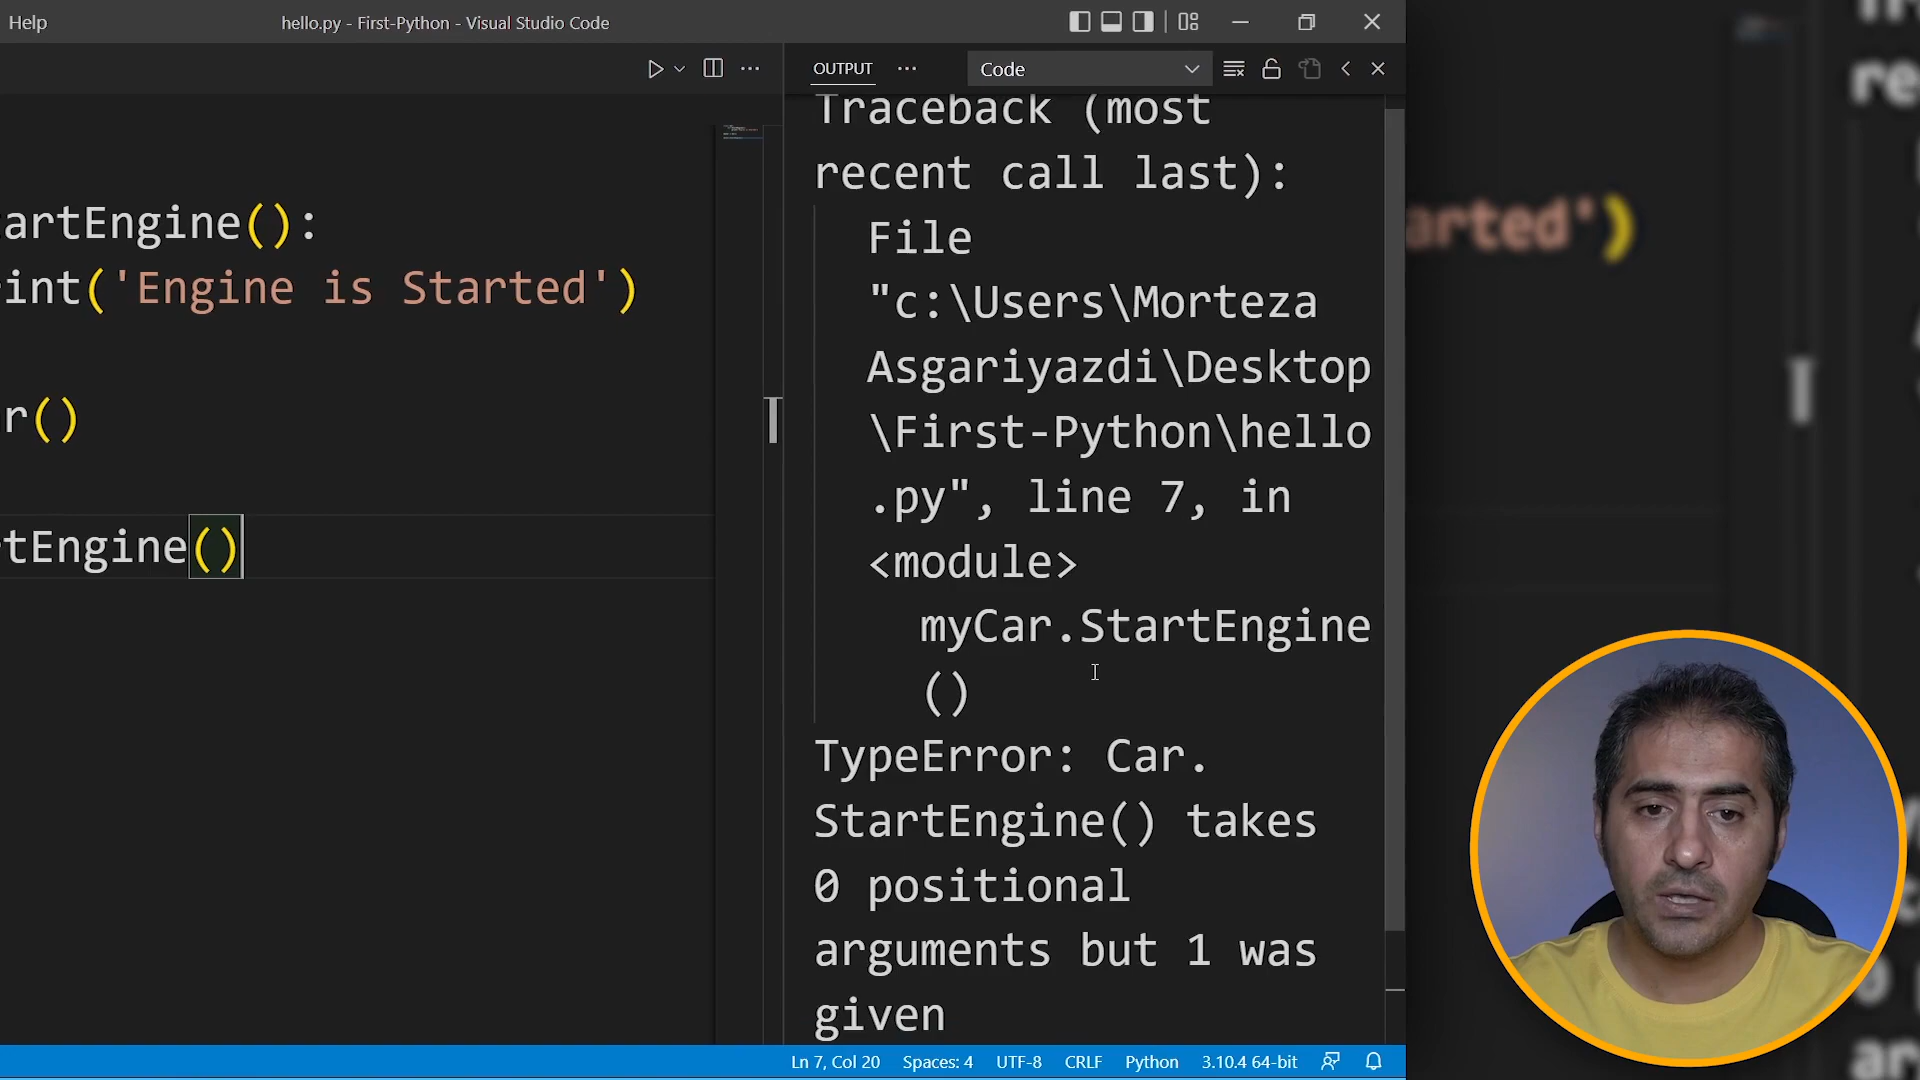 Help
hello.py - First-Python - Visual Studio Code
OUTPUT
Code
artEngine():
int('Engine is Started')
r()
tEngine()
Traceback (most
recent call last):
File
"c:\Users\Morteza
Asgariyazdi\Desktop
\First-Python\hello
.py", line 7, in
<module>
myCar.StartEngine
()
TypeError: Car.
StartEngine() takes
0 positional
arguments but 1 was
given
arted')
Ln 7, Col 20
Spaces: 4
UTF-8
CRLF
Python
3.10.4 64-bit